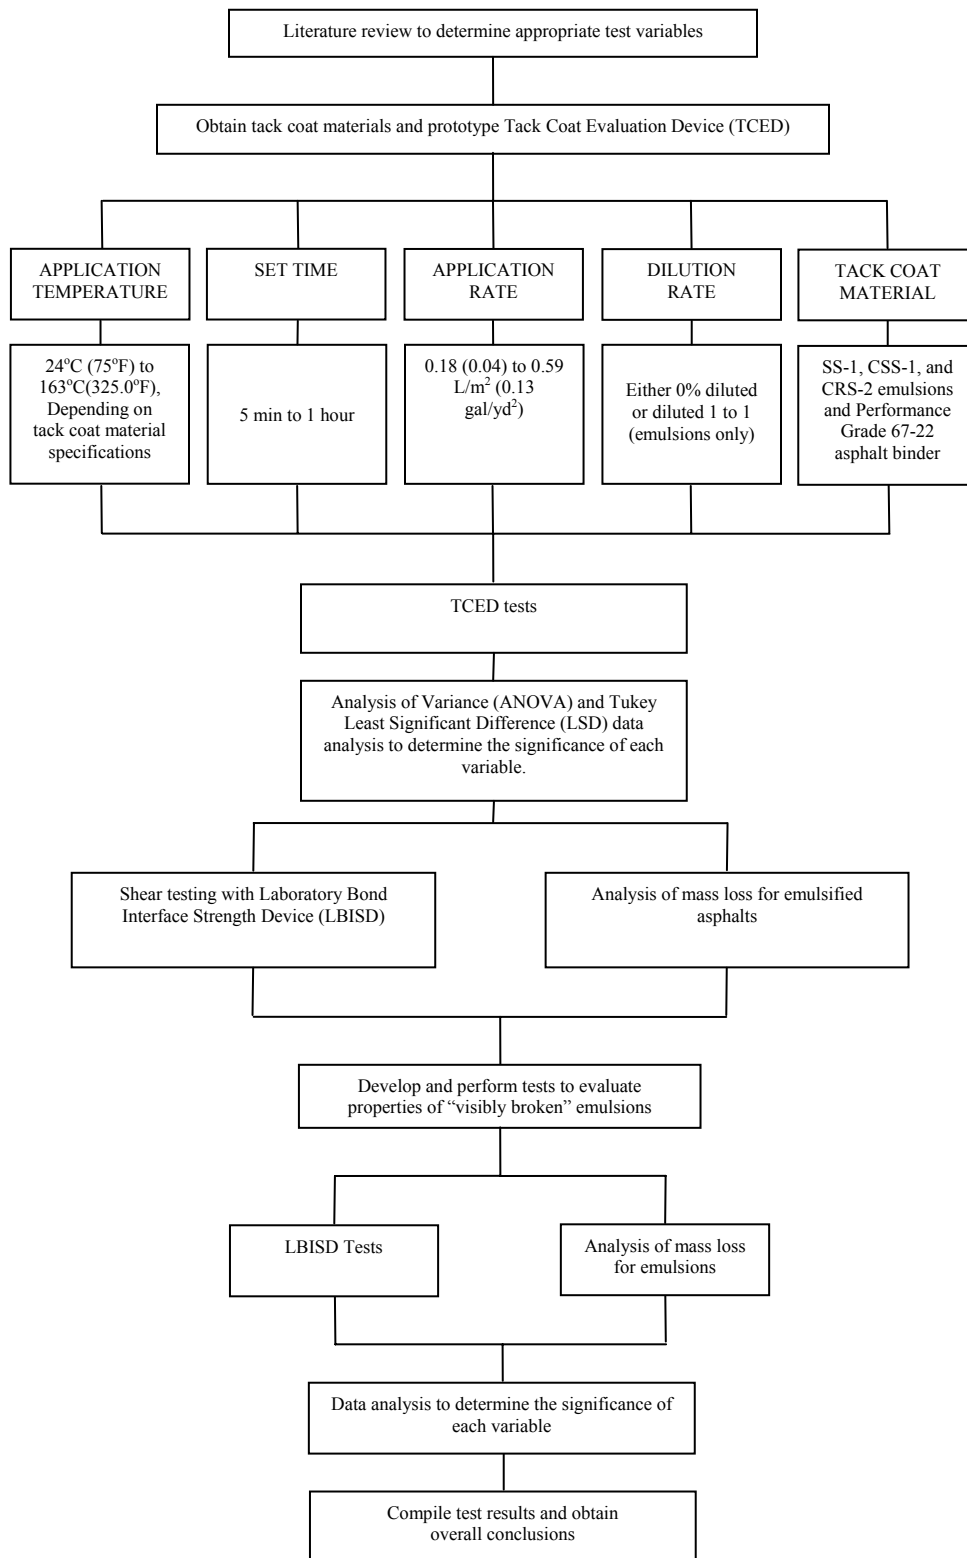 Literature review to determine appropriate test variables
Obtain tack coat materials and prototype Tack Coat Evaluation Device (TCED)
APPLICATION
TEMPERATURE
SET TIME
APPLICATION
RATE
DILUTION
RATE
TACK COAT
MATERIAL
24°C (75°F) to
163°C(325.0°F),
Depending on
tack coat material
specifications
5 min to 1 hour
0.18 (0.04) to 0.59
L/m² (0.13
gal/yd²)
Either 0% diluted
or diluted 1 to 1
(emulsions only)
SS-1, CSS-1, and
CRS-2 emulsions
and Performance
Grade 67-22
asphalt binder
TCED tests
Analysis of Variance (ANOVA) and Tukey
Least Significant Difference (LSD) data
analysis to determine the significance of each
variable.
Shear testing with Laboratory Bond
Interface Strength Device (LBISD)
Analysis of mass loss for emulsified
asphalts
Develop and perform tests to evaluate
properties of “visibly broken” emulsions
LBISD Tests
Analysis of mass loss
for emulsions
Data analysis to determine the significance of
each variable
Compile test results and obtain
overall conclusions